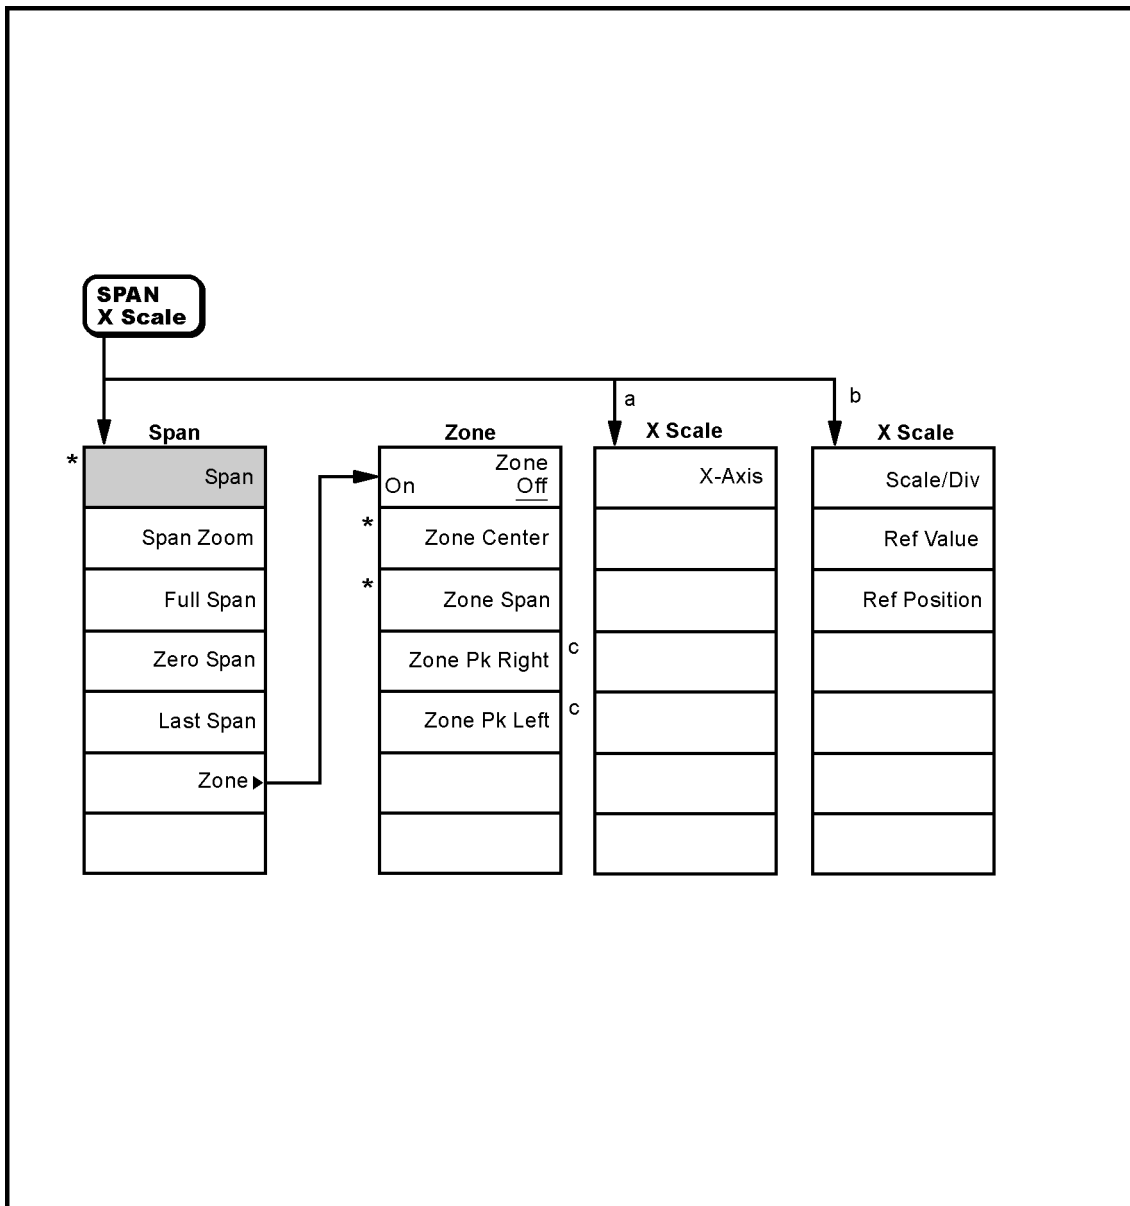 SPAN
X Scale
a
b
Span
Zone
X Scale
X Scale
*
Span
Span Zoom
Full Span
Zero Span
Last Span
Zone
Zone
On Off
*
Zone Center
*
Zone Span
Zone Pk Right
c
Zone Pk Left
c
X-Axis
Scale/Div
Ref Value
Ref Position